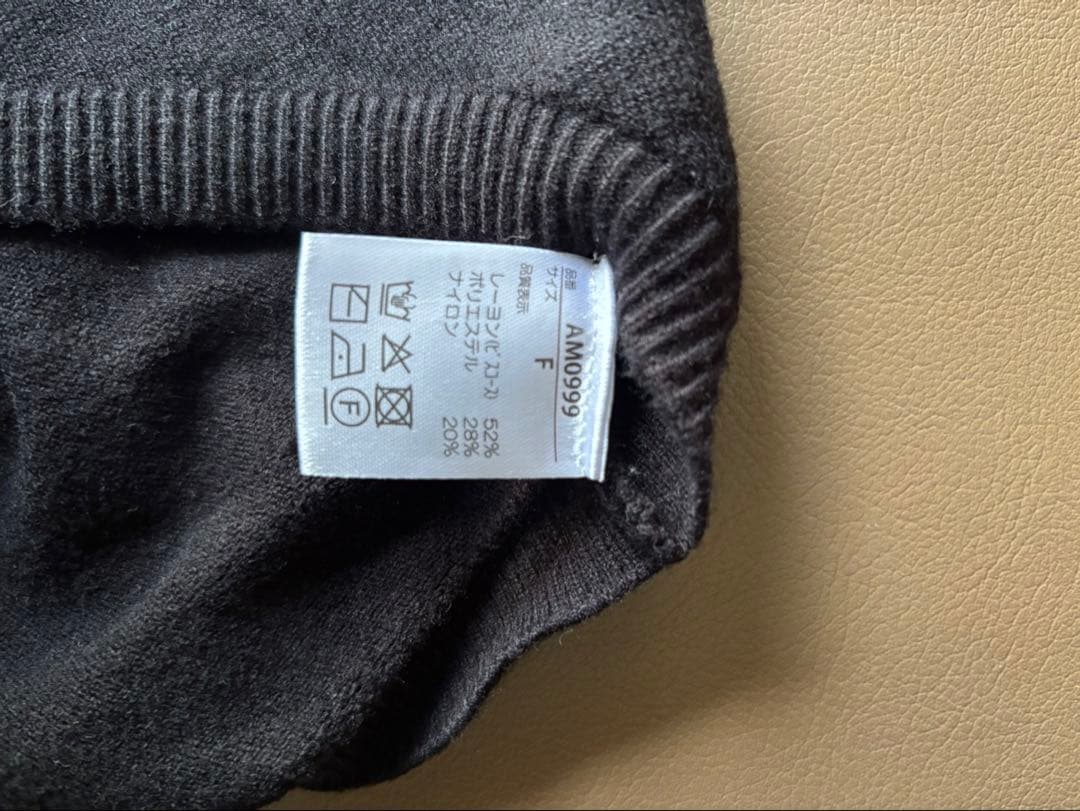 品番 AM0999
サイズ F
品質表示
レーヨン(ビスコース) 52%
ポリエステル 28%
ナイロン 20%
F